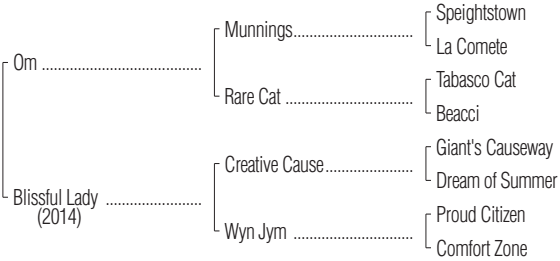 Speightstown
Munnings
La Comete
Om
Tabasco Cat
Rare Cat
Beacci
Giant's Causeway
Creative Cause
Dream of Summer
Blissful Lady
(2014)
Proud Citizen
Wyn Jym
Comfort Zone